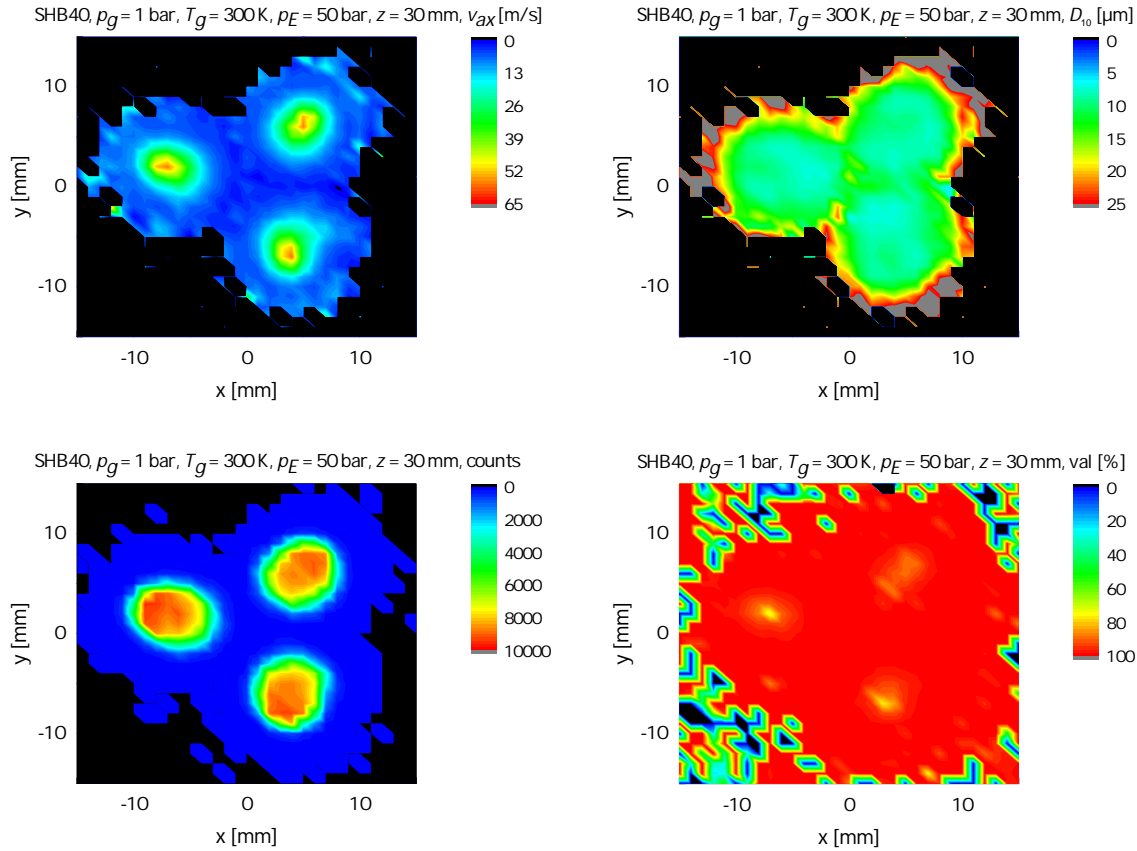 SHB40, pg = 1 bar, Tg = 300 K, pE = 50 bar, z = 30 mm, vax [m/s]
0
13
26
39
52
65
10
0
-10
y [mm]
-10 0 10
x [mm]
SHB40, pg = 1 bar, Tg = 300 K, pE = 50 bar, z = 30 mm, D10 [µm]
0
5
10
15
20
25
10
0
-10
y [mm]
-10 0 10
x [mm]
SHB40, pg = 1 bar, Tg = 300 K, pE = 50 bar, z = 30 mm, counts
0
2000
4000
6000
8000
10000
10
0
-10
y [mm]
-10 0 10
x [mm]
SHB40, pg = 1 bar, Tg = 300 K, pE = 50 bar, z = 30 mm, val [%]
0
20
40
60
80
100
10
0
-10
y [mm]
-10 0 10
x [mm]